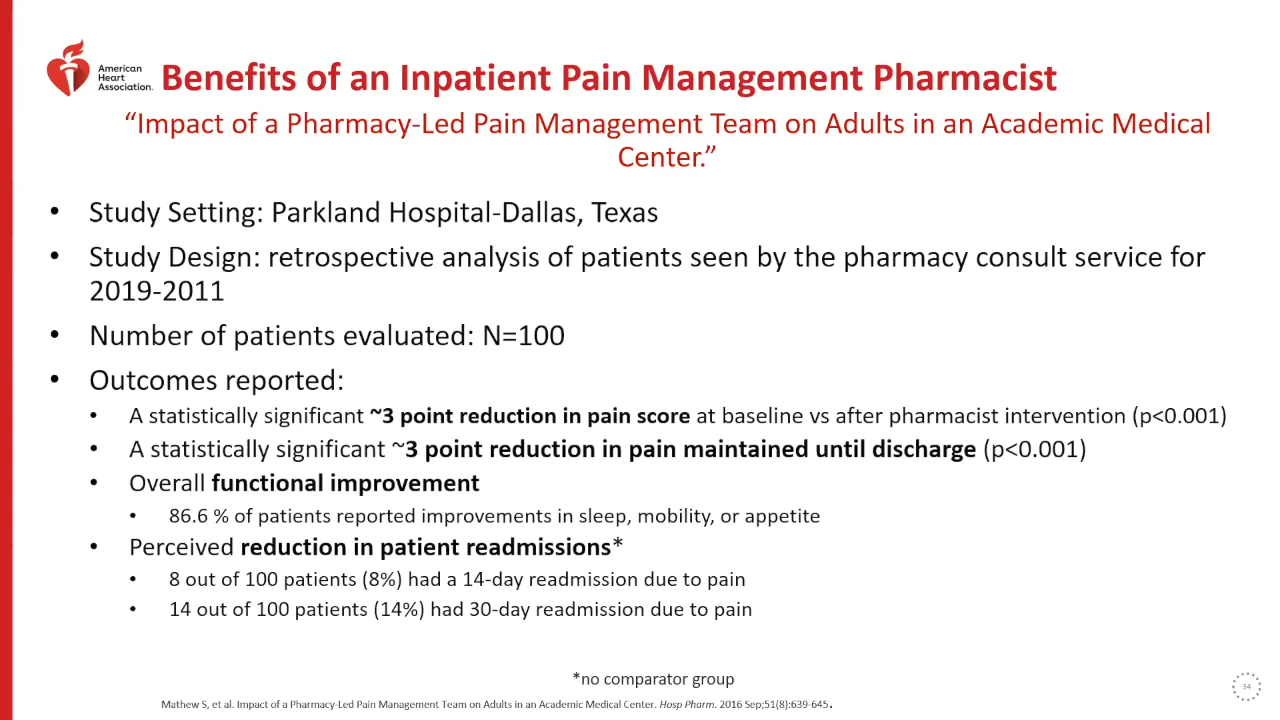 American
Heart
Association.
Benefits of an Inpatient Pain Management Pharmacist
“Impact of a Pharmacy-Led Pain Management Team on Adults in an Academic Medical
Center.”
• Study Setting: Parkland Hospital-Dallas, Texas
• Study Design: retrospective analysis of patients seen by the pharmacy consult service for
2019-2011
• Number of patients evaluated: N=100
• Outcomes reported:
• A statistically significant ~3 point reduction in pain score at baseline vs after pharmacist intervention (p<0.001)
• A statistically significant ~3 point reduction in pain maintained until discharge (p<0.001)
• Overall functional improvement
• 86.6 % of patients reported improvements in sleep, mobility, or appetite
• Perceived reduction in patient readmissions*
• 8 out of 100 patients (8%) had a 14-day readmission due to pain
• 14 out of 100 patients (14%) had 30-day readmission due to pain
*no comparator group
34
Mathew S, et al. Impact of a Pharmacy-Led Pain Management Team on Adults in an Academic Medical Center. Hosp Pharm. 2016 Sep;51(8):639-645.